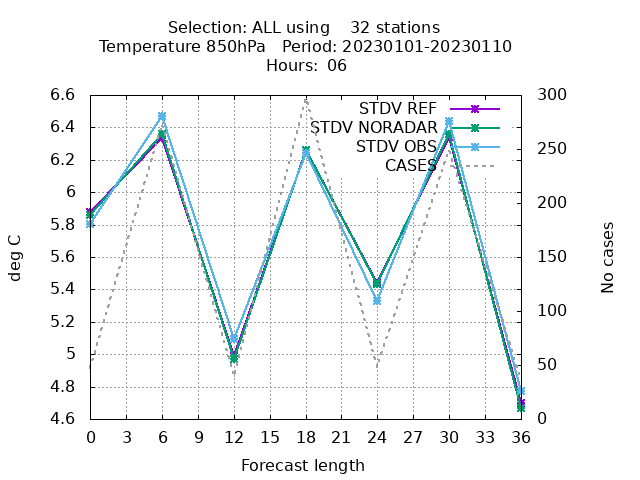 Selection: ALL using    32 stations
Temperature 850hPa   Period: 20230101-20230110
Hours:  06
STDV REF
STDV NORADAR
STDV OBS
CASES
6.6
6.4
6.2
6
5.8
5.6
5.4
5.2
5
4.8
4.6
deg C
300
250
200
150
100
50
0
No cases
0 3 6 9 12 15 18 21 24 27 30 33 36
Forecast length